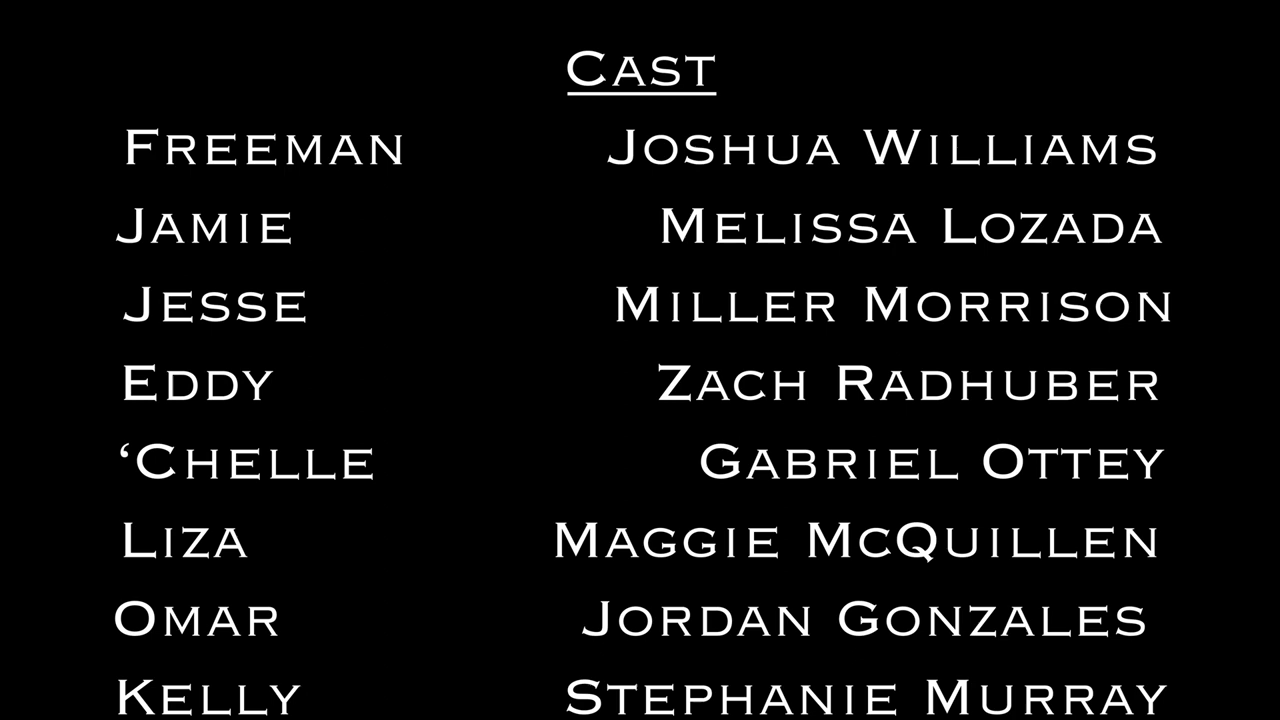 Cast
Freeman Joshua Williams
Jamie Melissa Lozada
Jesse Miller Morrison
Eddy Zach Radhuber
‘Chelle Gabriel Ottey
Liza Maggie McQuillen
Omar Jordan Gonzales
Kelly Stephanie Murray